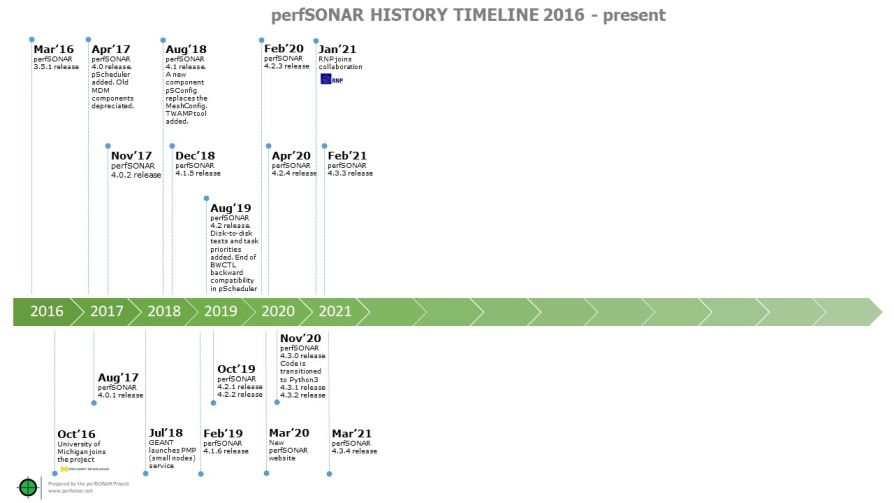 perfSONAR HISTORY TIMELINE 2016 - present
Mar'16
perfSONAR
3.5.1 release
Apr'17
perfSONAR
4.0 release.
pScheduler
added. Old
MDM
components
depreciated.
Aug'18
perfSONAR
4.1 release.
A new
component
pSConfig
replaces the
MeshConfig.
TWAMP tool
added.
Feb'20
perfSONAR
4.2.3 release
Jan'21
RNP joins
collaboration
RNP
Nov'17
perfSONAR
4.0.2 release
Dec'18
perfSONAR
4.1.5 release
Apr'20
perfSONAR
4.2.4 release
Feb'21
perfSONAR
4.3.3 release
Aug'19
perfSONAR
4.2 release.
Disk-to-disk
tests and task
priorities
added. End of
BWCTL
backward
compatibility
in pScheduler
2016
2017
2018
2019
2020
2021
Nov'20
perfSONAR
4.3.0 release
Code is
transitioned
to Python3
4.3.1 release
4.3.2 release
Oct'19
perfSONAR
4.2.1 release
4.2.2 release
Aug'17
perfSONAR
4.0.1 release
Oct'16
University of
Michigan joins
the project
UNIVERSITY OF MICHIGAN
Jul'18
GEANT
launches PMP
(small nodes)
service
Feb'19
perfSONAR
4.1.6 release
Mar'20
New
perfSONAR
website
Mar'21
perfSONAR
4.3.4 release
Prepared by the perfSONAR Project
www.perfsonar.net